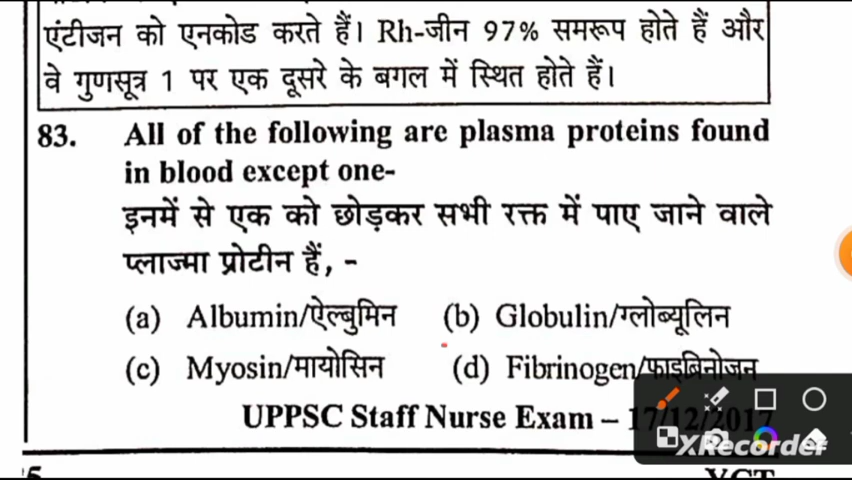 एंटीजन को एनकोड करते हैं। Rh-जीन 97% समरूप होते हैं और
वे गुणसूत्र 1 पर एक दूसरे के बगल में स्थित होते हैं।
83. All of the following are plasma proteins found
in blood except one-
इनमें से एक को छोड़कर सभी रक्त में पाए जाने वाले
प्लाज्मा प्रोटीन हैं, -
(a) Albumin/ऐल्बुमिन (b) Globulin/ग्लोब्यूलिन
(c) Myosin/मायोसिन (d) Fibrinogen/फाइब्रिनोजन
UPPSC Staff Nurse Exam – 17/12/2017
XRecorder
YCT